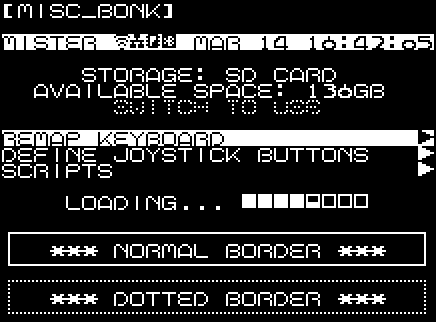 [MISC_BONK]
MISTER MAR 14 16:42:05
STORAGE: SD CARD
AVAILABLE SPACE: 136GB
SWITCH TO USB
REMAP KEYBOARD
DEFINE JOYSTICK BUTTONS
SCRIPTS
LOADING...
*** NORMAL BORDER ***
*** DOTTED BORDER ***